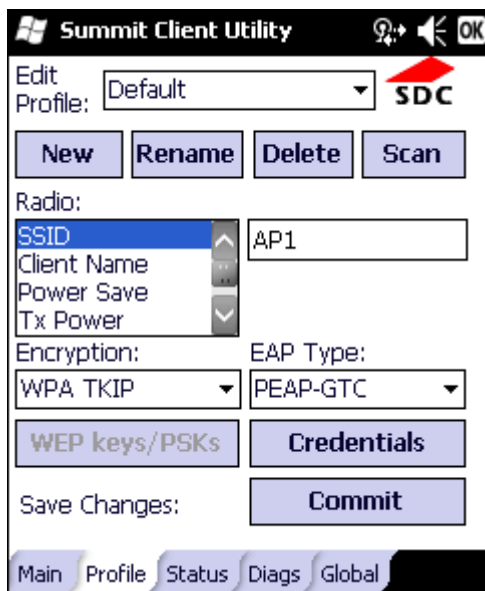 Summit Client Utility OK
Edit
Profile: Default
SDC
New Rename Delete Scan
Radio:
SSID AP1
Client Name
Power Save
Tx Power
Encryption: EAP Type:
WPA TKIP PEAP-GTC
WEP keys/PSKs Credentials
Save Changes: Commit
Main Profile Status Diags Global